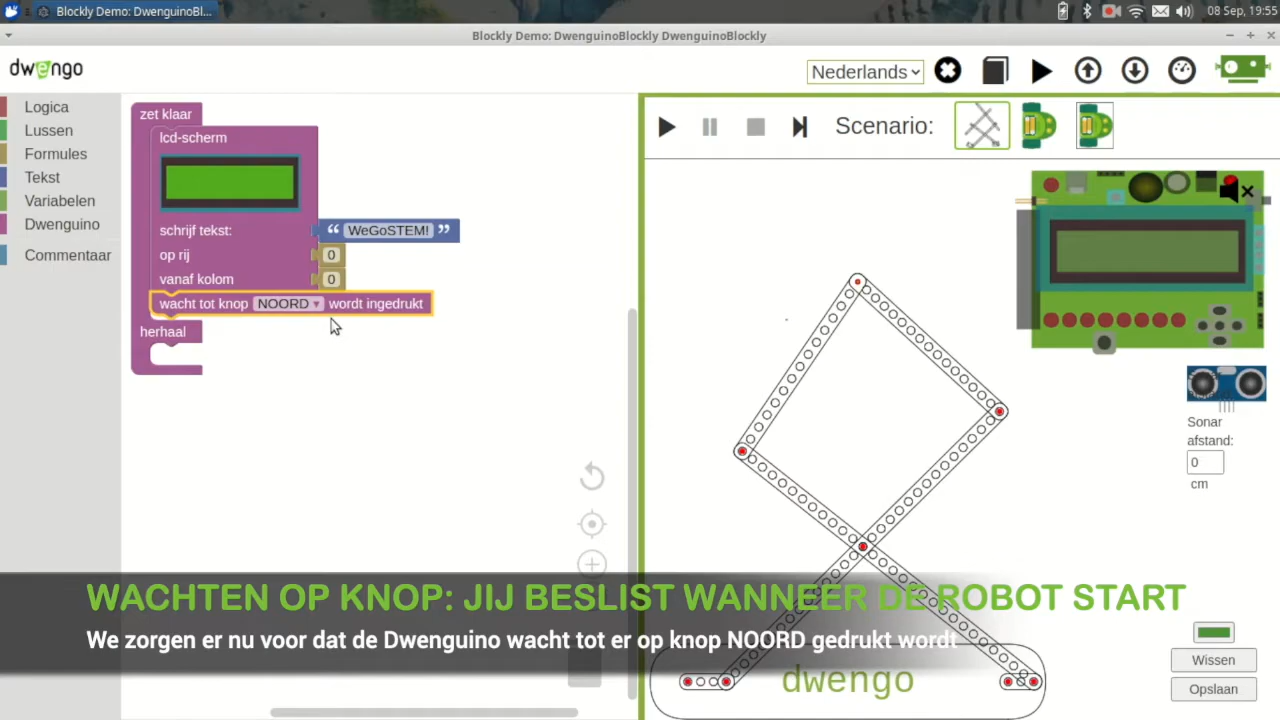 Blockly Demo: DwenguinoBl...
08 Sep, 19:55
Blockly Demo: DwenguinoBlockly DwenguinoBlockly
dwengo
Nederlands
Logica
Lussen
Formules
Tekst
Variabelen
Dwenguino
Commentaar
zet klaar
lcd-scherm
schrijf tekst:
“ WeGoSTEM! ”
op rij
0
vanaf kolom
0
wacht tot knop NOORD wordt ingedrukt
herhaal
Scenario:
Sonar
afstand:
0
cm
WACHTEN OP KNOP: JIJ BESLIST WANNEER DE ROBOT START
We zorgen er nu voor dat de Dwenguino wacht tot er op knop NOORD gedrukt wordt
dwengo
Wissen
Opslaan